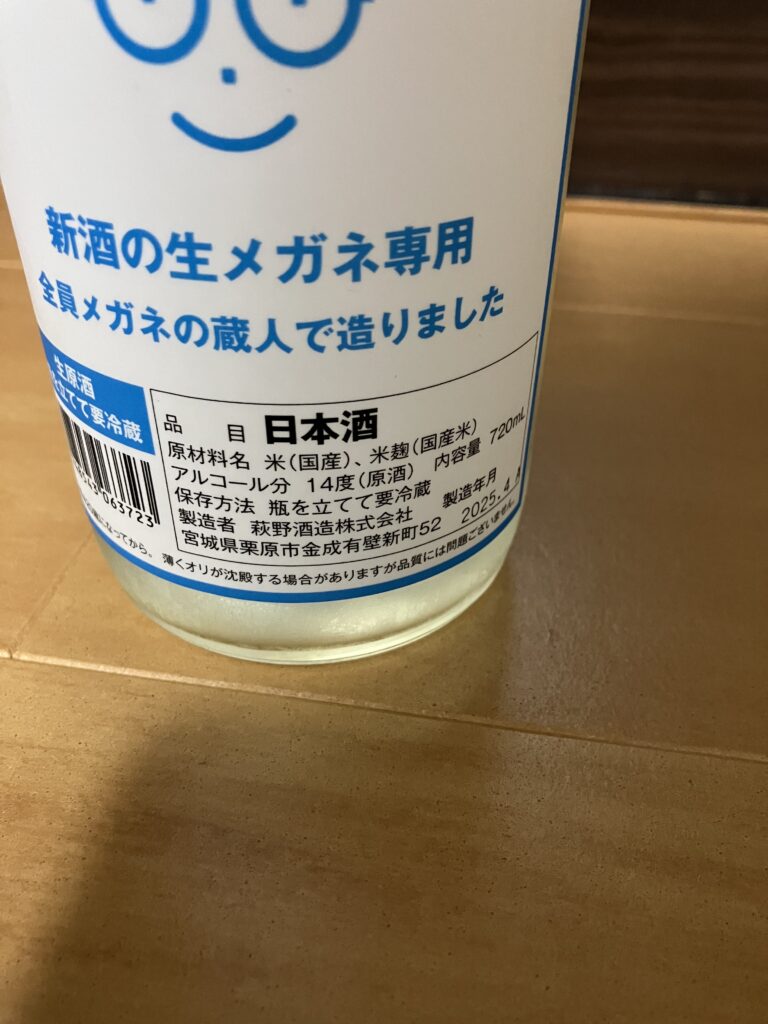 新酒の生メガネ専用
全員メガネの蔵人で造りました
生原酒
立てて要冷蔵
品目 日本酒
原材料名 米(国産)、米麹(国産米)
アルコール分 14度(原酒) 内容量 720mL
保存方法 瓶を立てて要冷蔵
製造者 萩野酒造株式会社 製造年月
宮城県栗原市金成有壁新町52 2025.4
063723
になってから。 薄くオリが沈殿する場合がありますが品質には問題ございません。